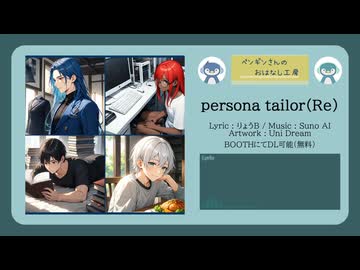 ペンギンさんの
おはなし工房
persona tailor(Re)
Lyric : りょうB / Music : Suno AI
Artwork : Uni Dream
BOOTHにてDL可能(無料)
Lyric